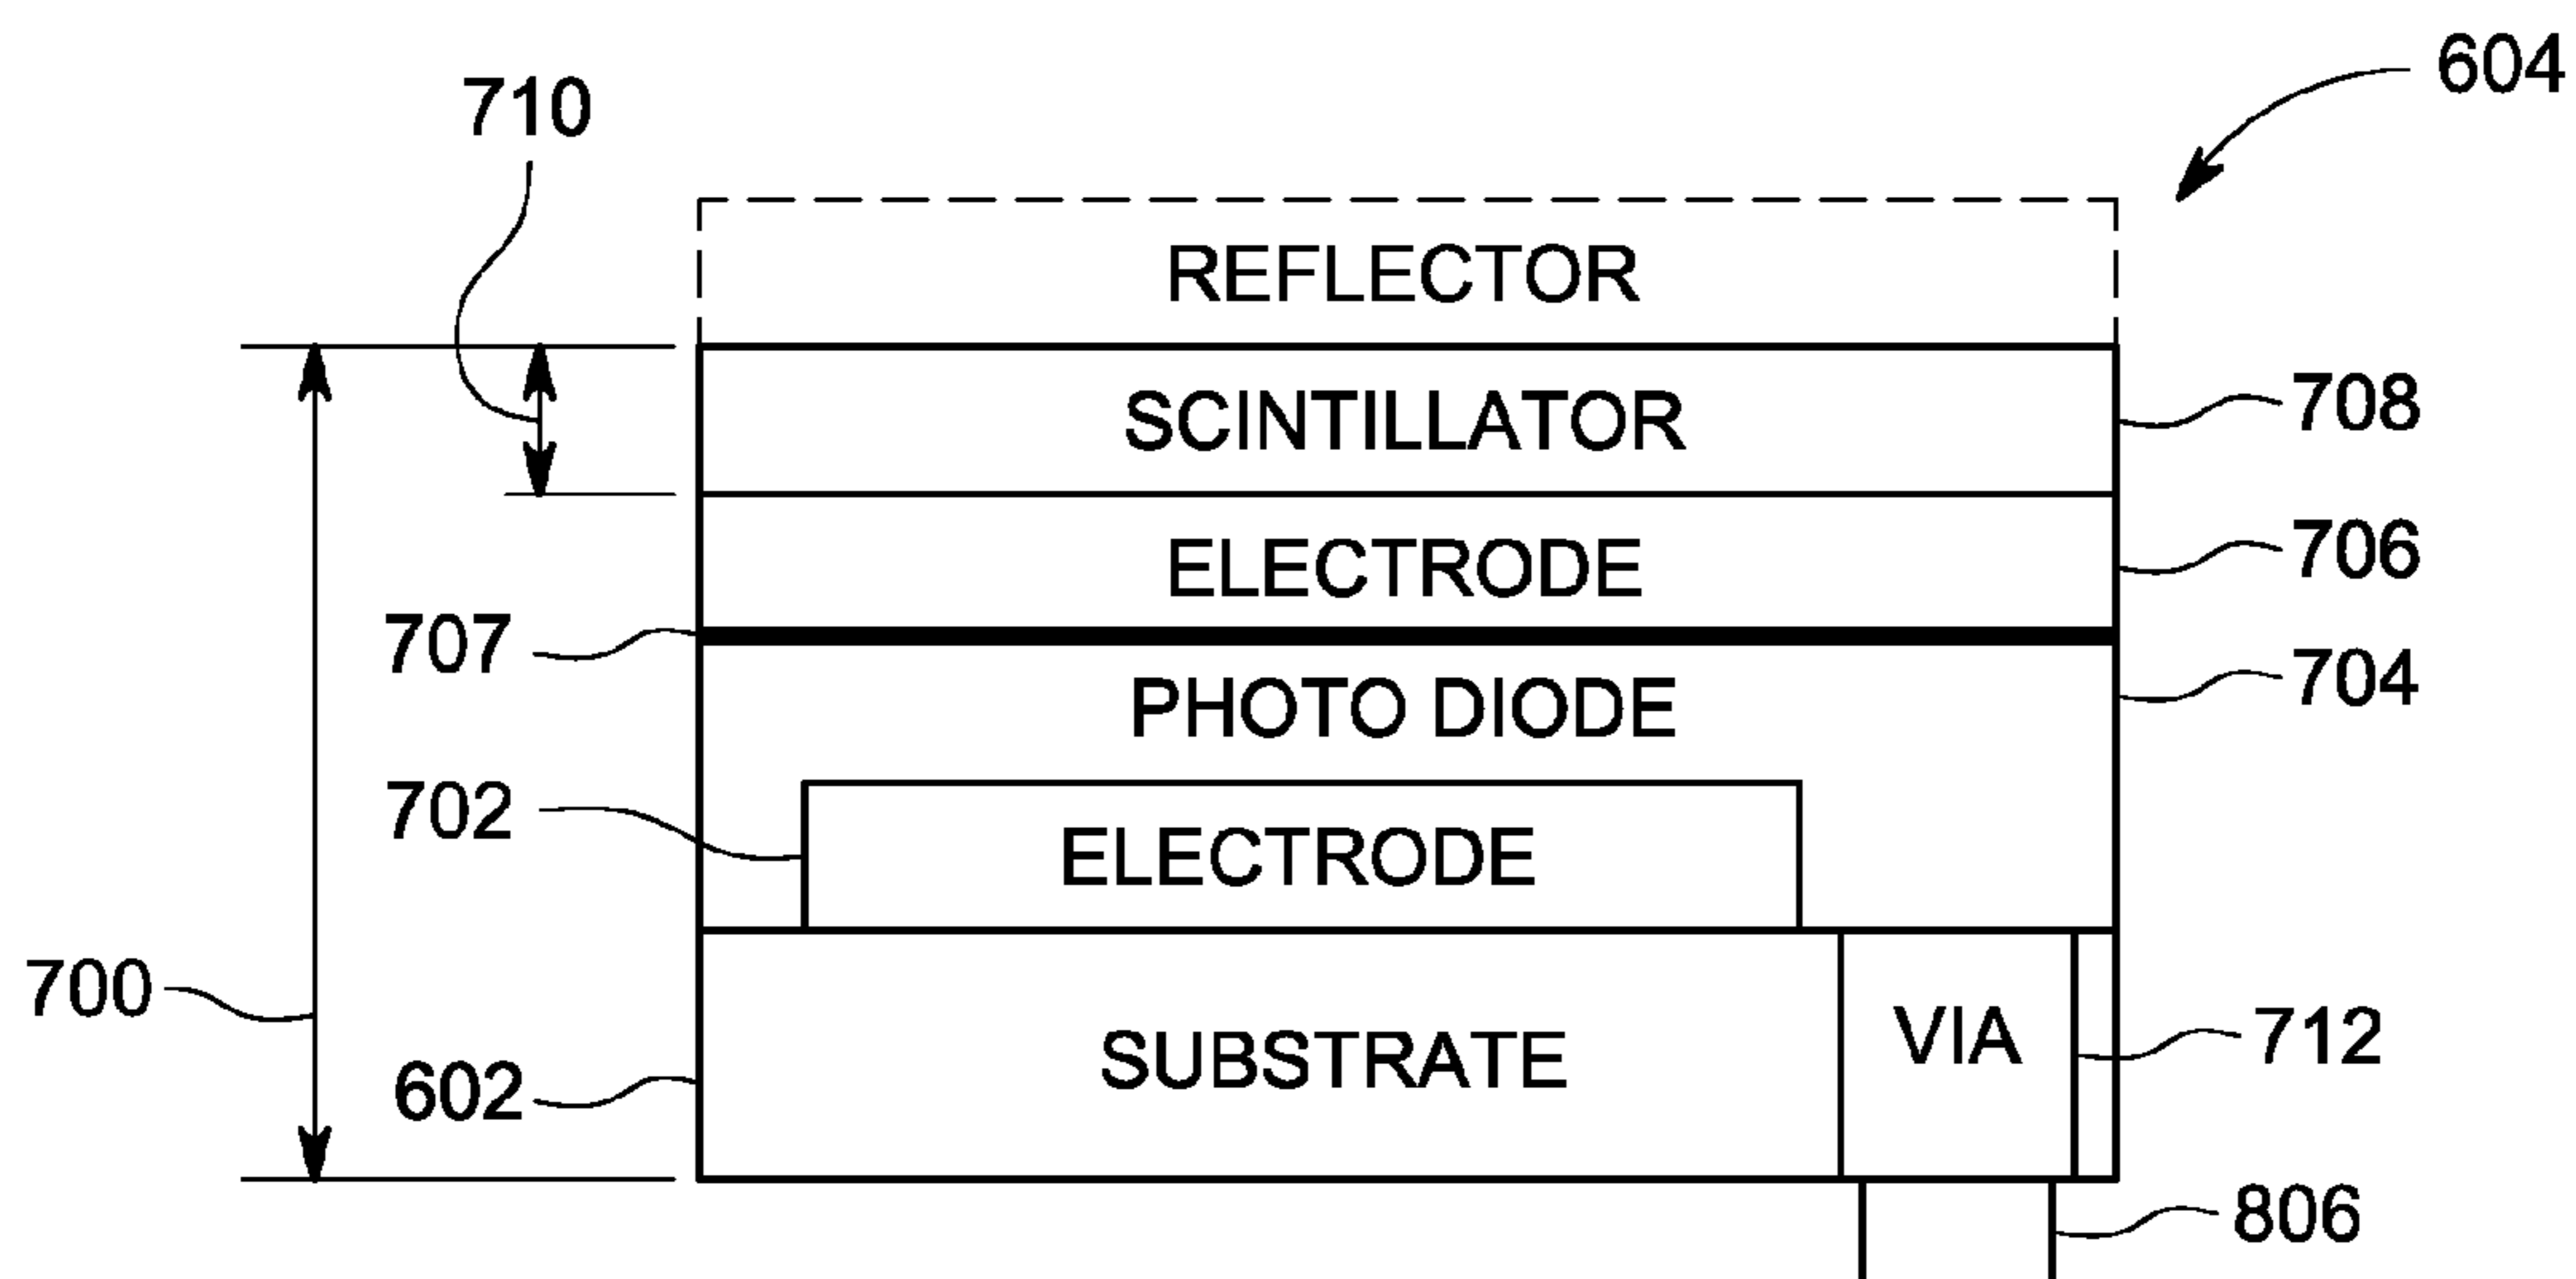 604
710
REFLECTOR
SCINTILLATOR
708
ELECTRODE
706
707
PHOTO DIODE
704
702
ELECTRODE
700
VIA
712
602
SUBSTRATE
806